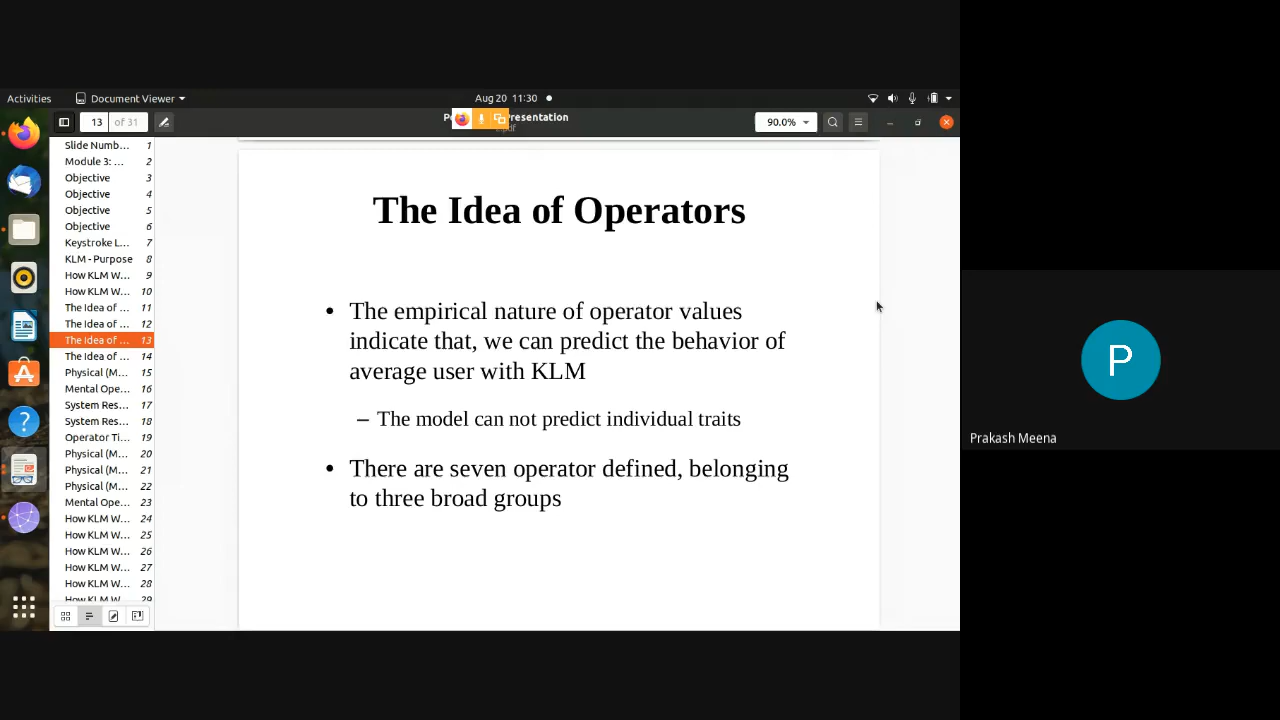 Activities
Document Viewer
Aug 20 11:30
13 of 31
Presentation
.pdf
90.0%
Slide Numb... 1
Module 3: ... 2
Objective 3
Objective 4
Objective 5
Objective 6
Keystroke L... 7
KLM - Purpose 8
How KLM W... 9
How KLM W... 10
The Idea of ... 11
The Idea of ... 12
The Idea of ... 13
The Idea of ... 14
Physical (M... 15
Mental Ope... 16
System Res... 17
System Res... 18
Operator Ti... 19
Physical (M... 20
Physical (M... 21
Physical (M... 22
Mental Ope... 23
How KLM W... 24
How KLM W... 25
How KLM W... 26
How KLM W... 27
How KLM W... 28
How KLM W... 29
The Idea of Operators
• The empirical nature of operator values
indicate that, we can predict the behavior of
average user with KLM
– The model can not predict individual traits
• There are seven operator defined, belonging
to three broad groups
P
Prakash Meena